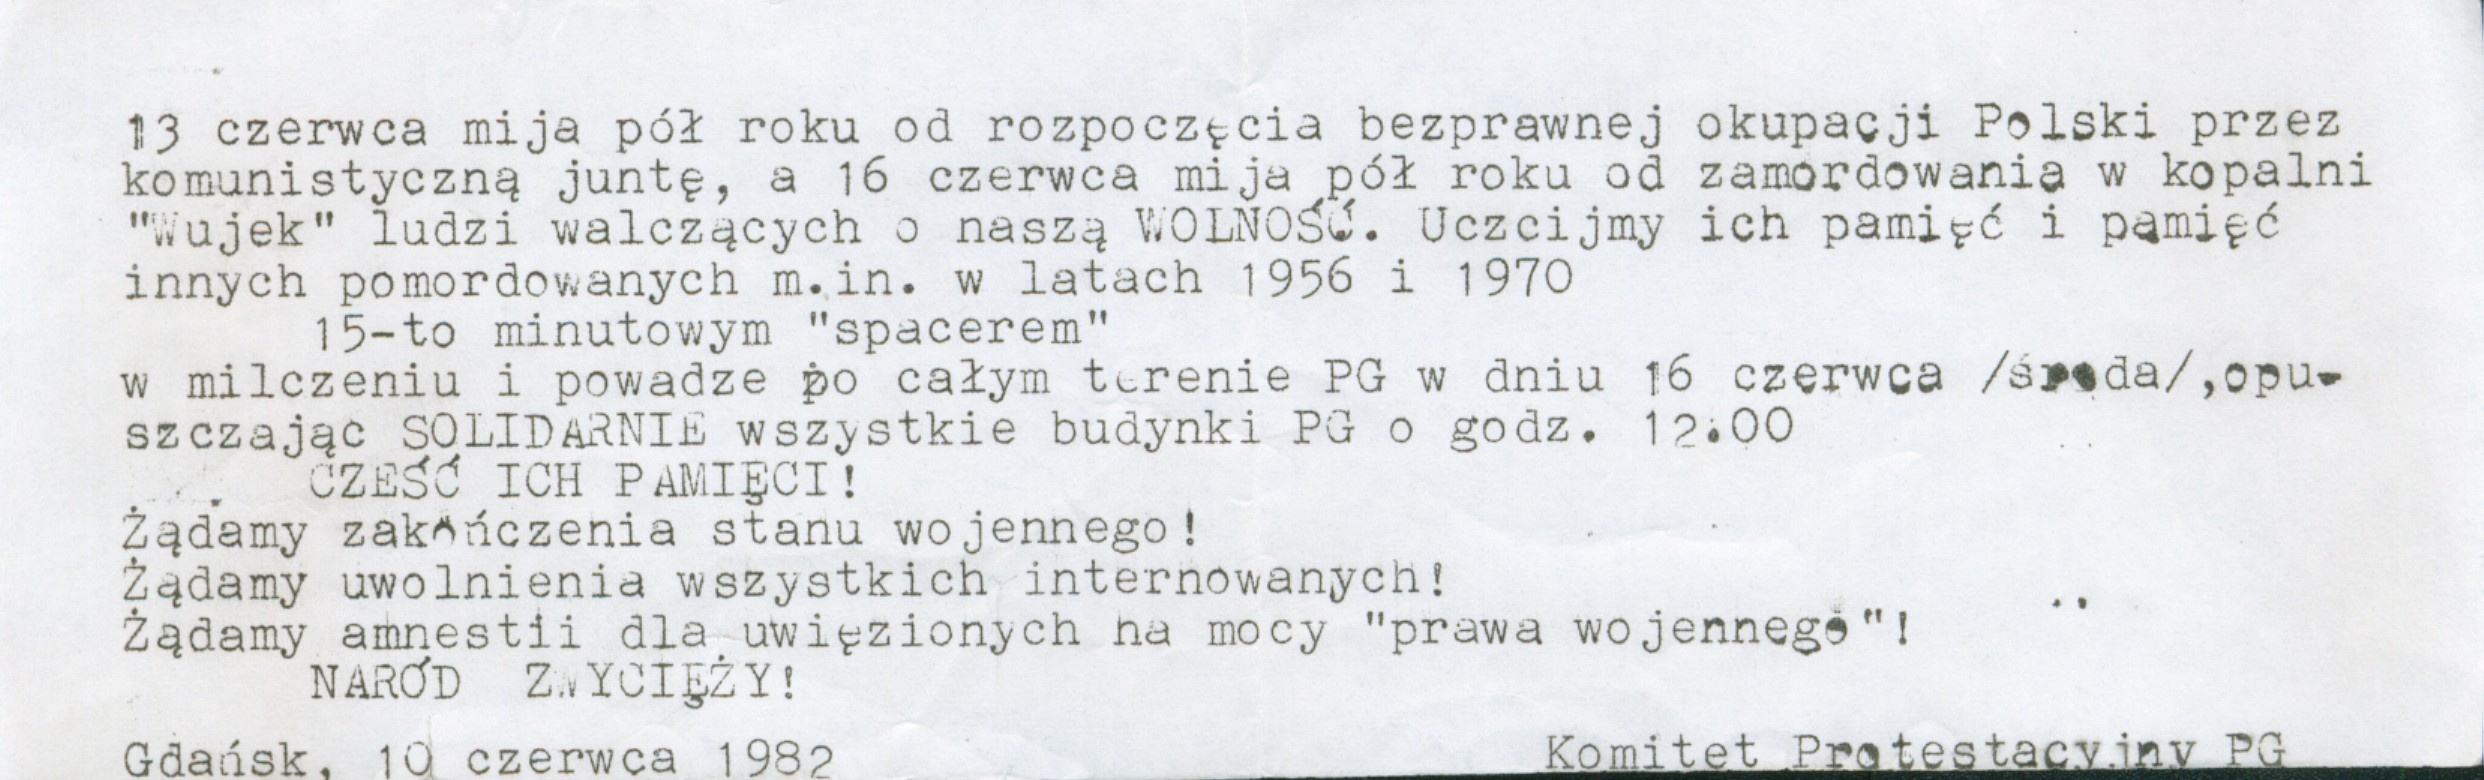 13 czerwca mija pół roku od rozpoczęcia bezprawnej okupacji Polski przez
komunistyczną juntę, a 16 czerwca mija pół roku od zamordowania w kopalni
"Wujek" ludzi walczących o naszą WOLNOŚĆ. Uczcijmy ich pamięć i pamięć
innych pomordowanych m.in. w latach 1956 i 1970
15-to minutowym "spacerem"
w milczeniu i powadze po całym terenie PG w dniu 16 czerwca /środa/,opu-
szczając SOLIDARNIE wszystkie budynki PG o godz. 12.00
CZEŚĆ ICH PAMIĘCI!
Żądamy zakończenia stanu wojennego!
Żądamy uwolnienia wszystkich internowanych!
Żądamy amnestii dla uwięzionych na mocy "prawa wojennego"!
NARÓD ZWYCIĘŻY!
Gdańsk, 10 czerwca 1982 Komitet Protestacyjny PG